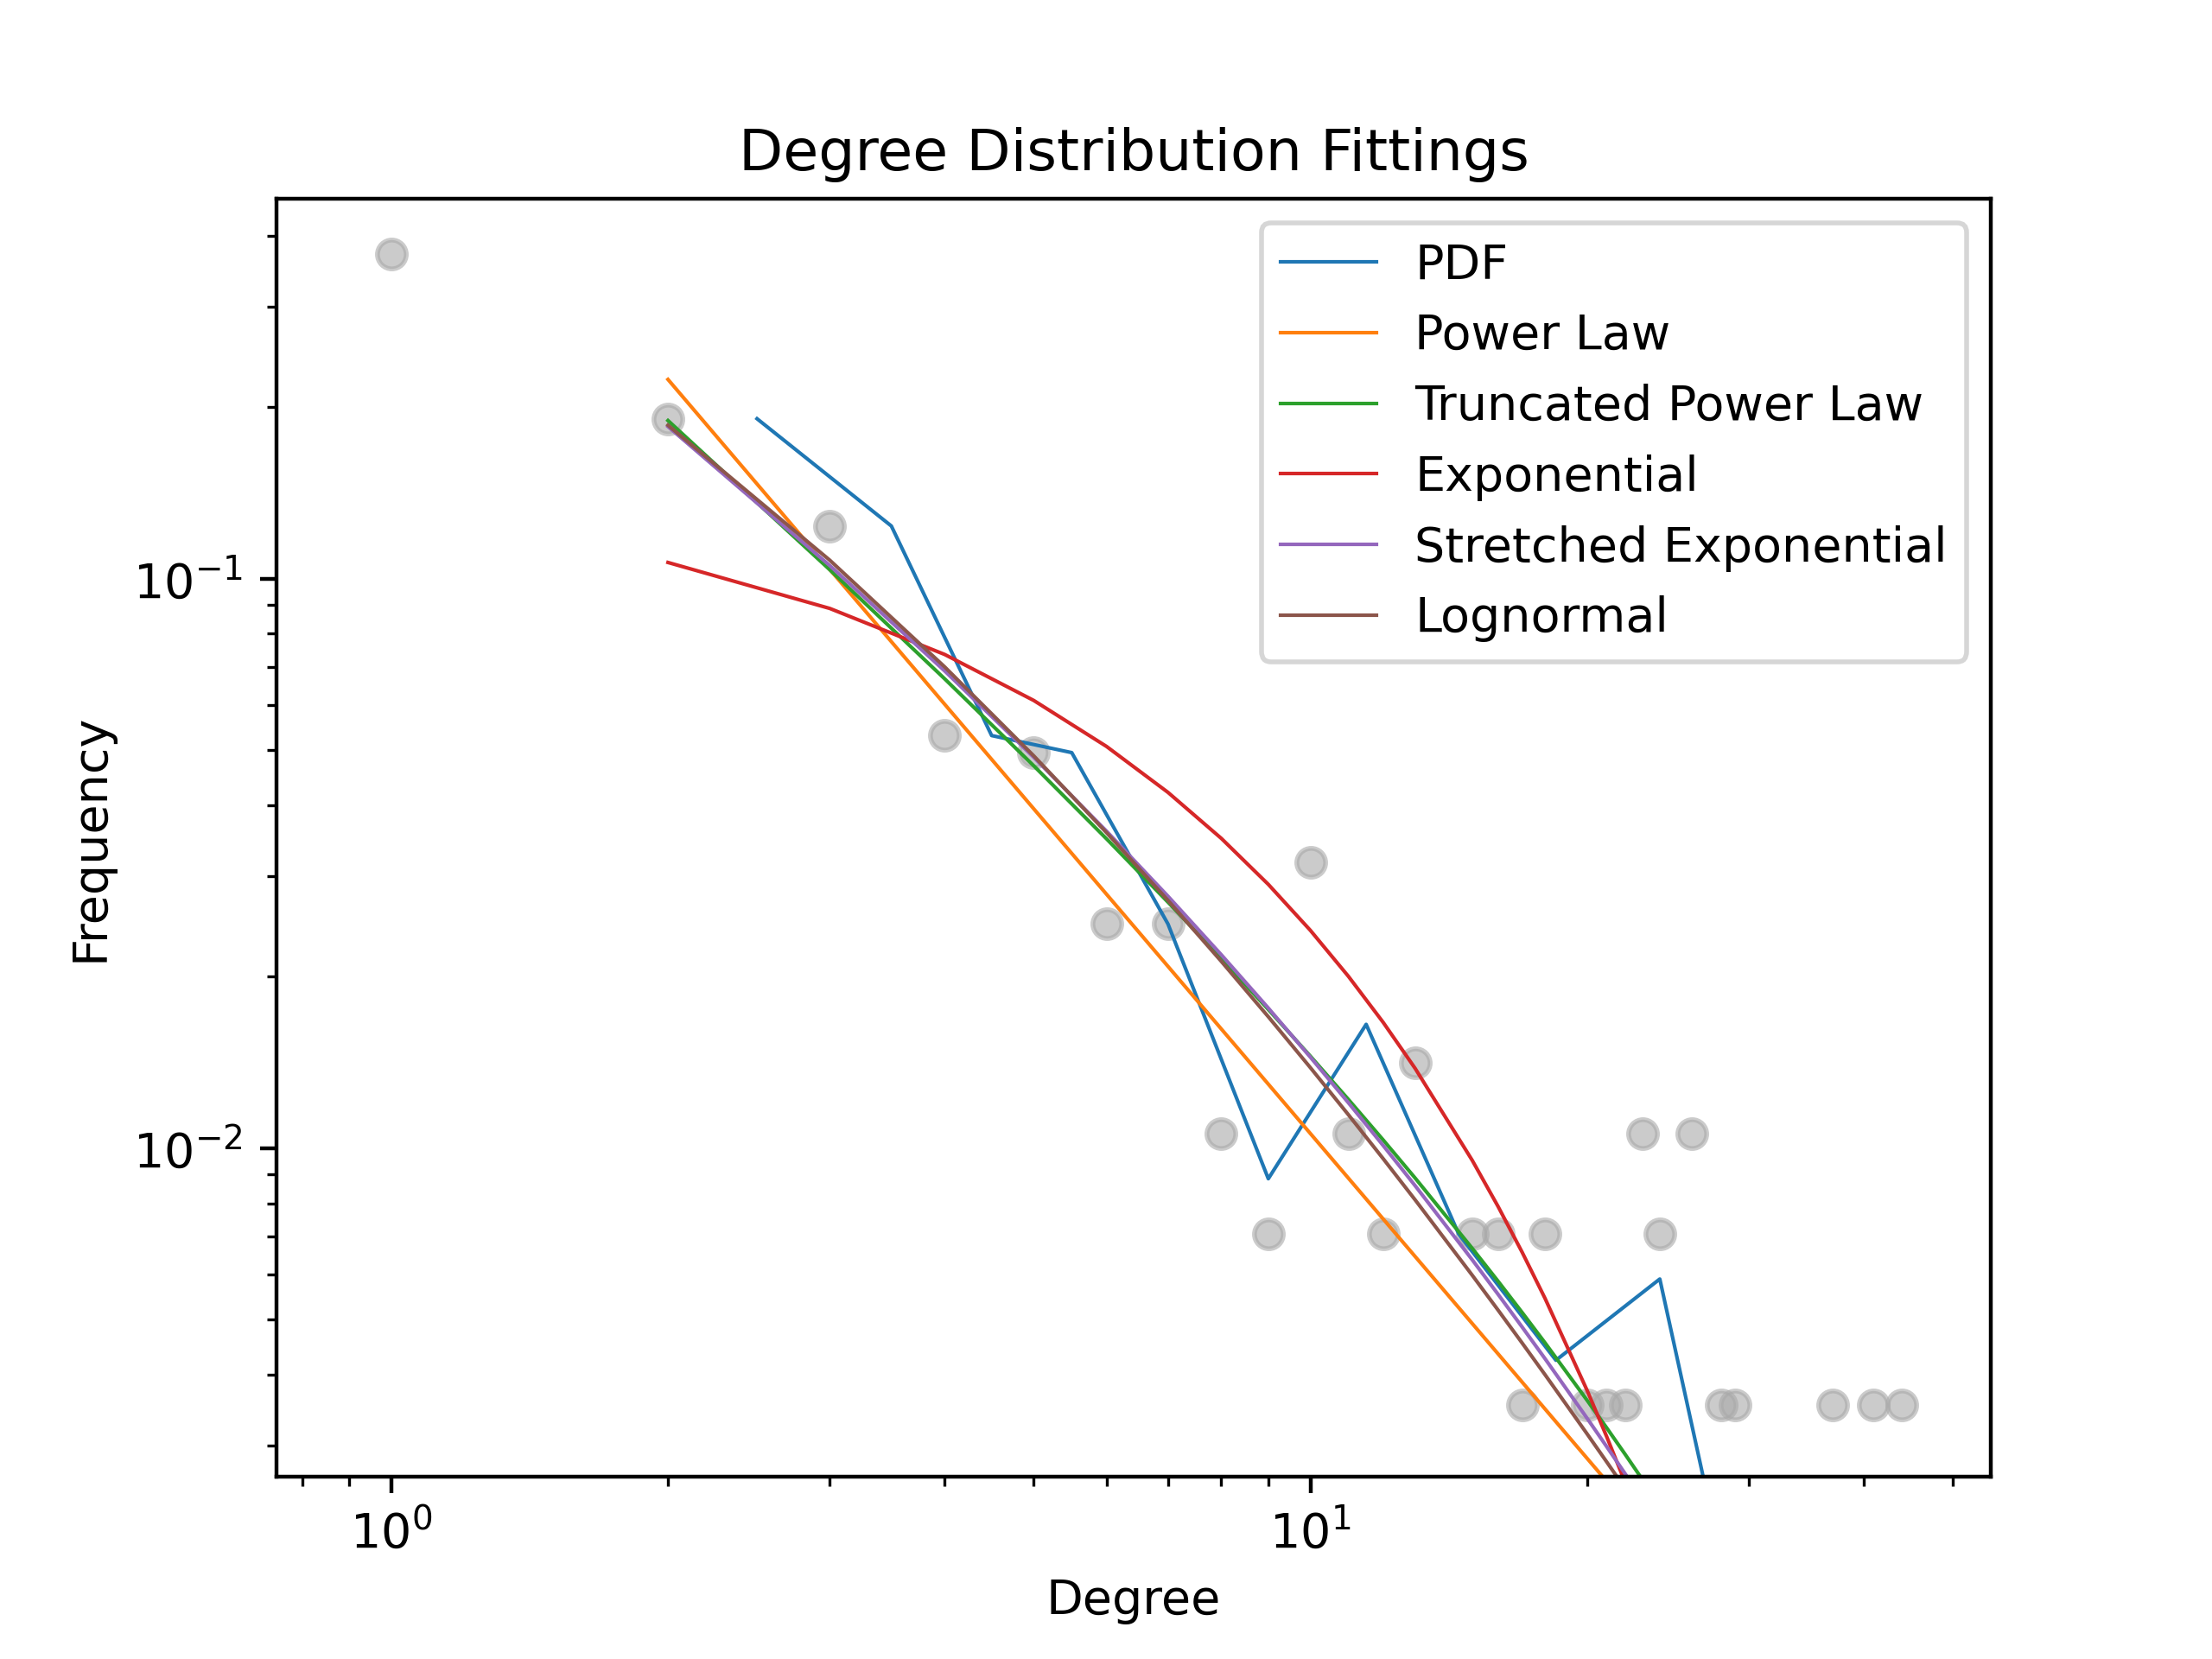 Degree Distribution Fittings
PDF
Power Law
Truncated Power Law
Exponential
Stretched Exponential
Lognormal
Frequency
10⁻¹
10⁻²
10⁰
10¹
Degree